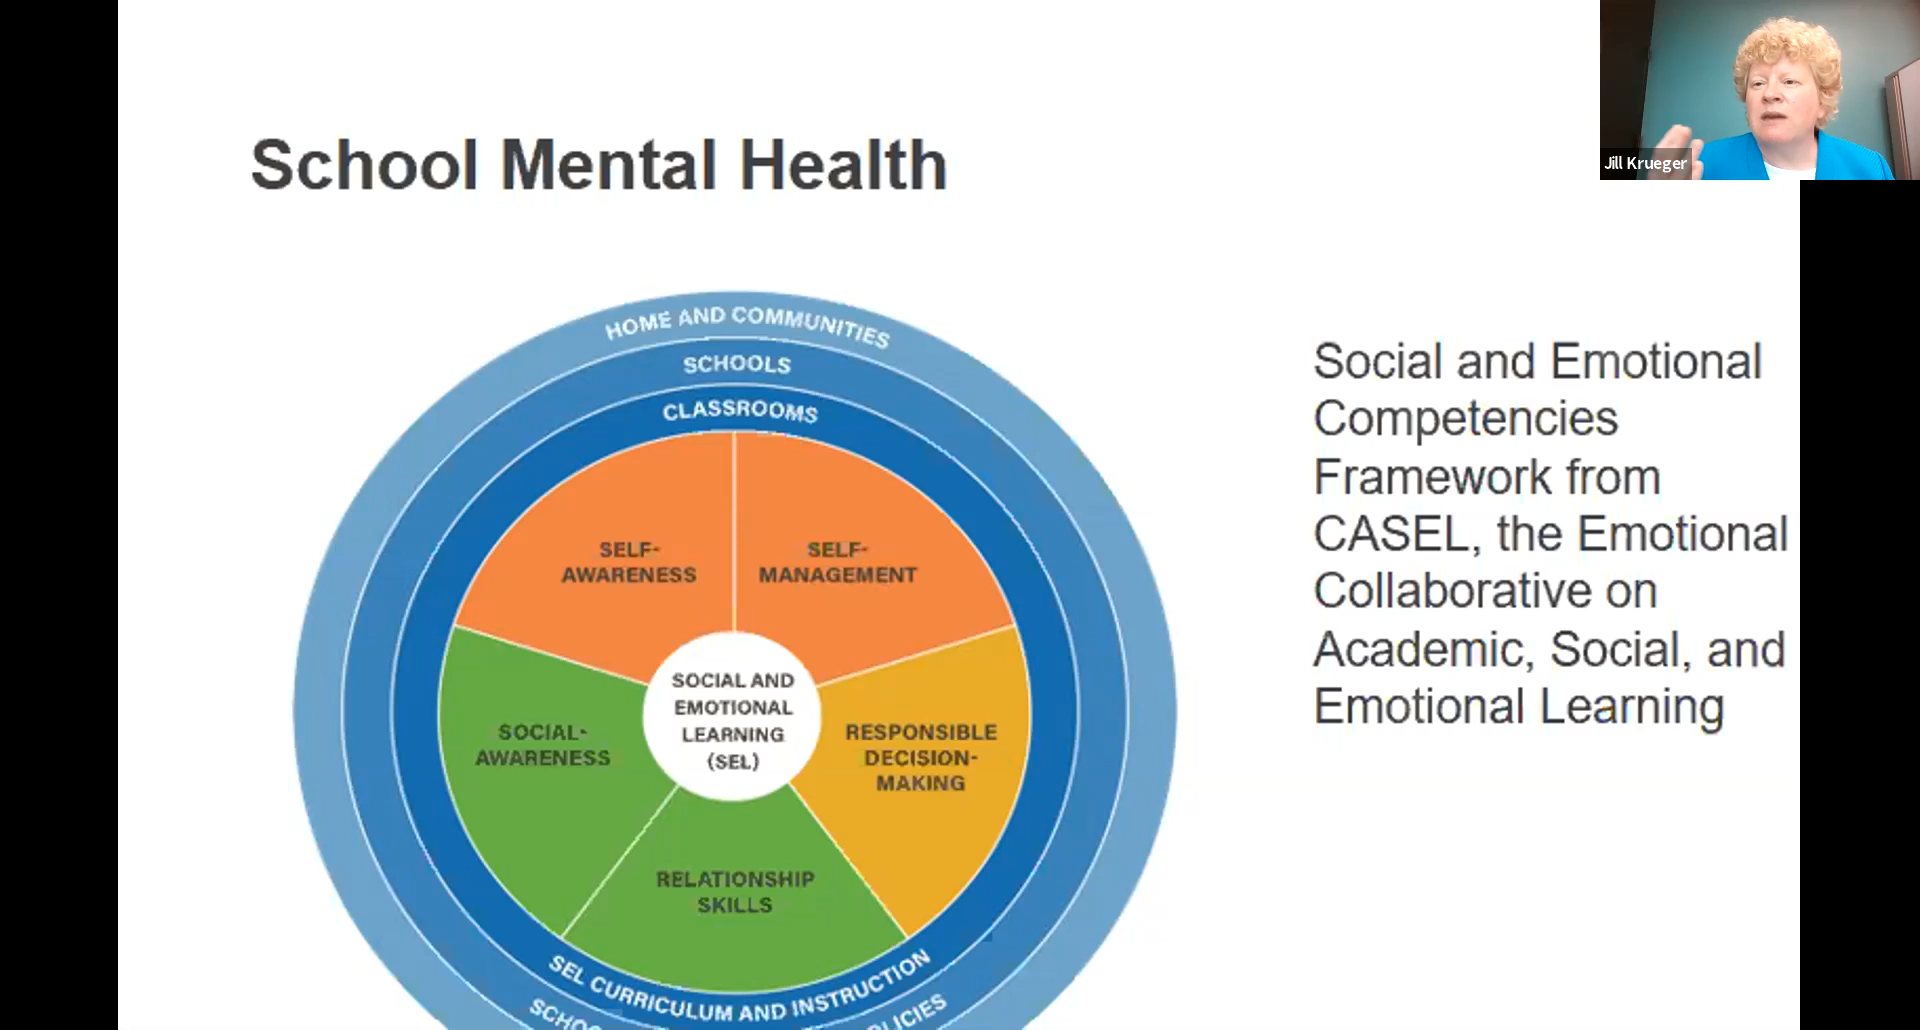 School Mental Health
Jill Krueger
HOME AND COMMUNITIES
SCHOOLS
CLASSROOMS
SELF-
AWARENESS
SELF-
MANAGEMENT
SOCIAL AND
EMOTIONAL
LEARNING
(SEL)
SOCIAL-
AWARENESS
RESPONSIBLE
DECISION-
MAKING
RELATIONSHIP
SKILLS
SEL CURRICULUM AND INSTRUCTION
Social and Emotional
Competencies
Framework from
CASEL, the Emotional
Collaborative on
Academic, Social, and
Emotional Learning